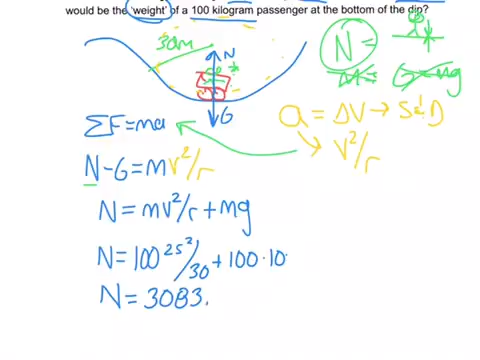 would be the 'weight' of a 100 kilogram passenger at the bottom of the dip?
30m
N
N =
G = mg
G
ΣF=ma
a = ΔV → S & D
N-G = mv²/r
V²/r
N = mv²/r + mg
N = 100 25²/30 + 100·10
N = 3083.